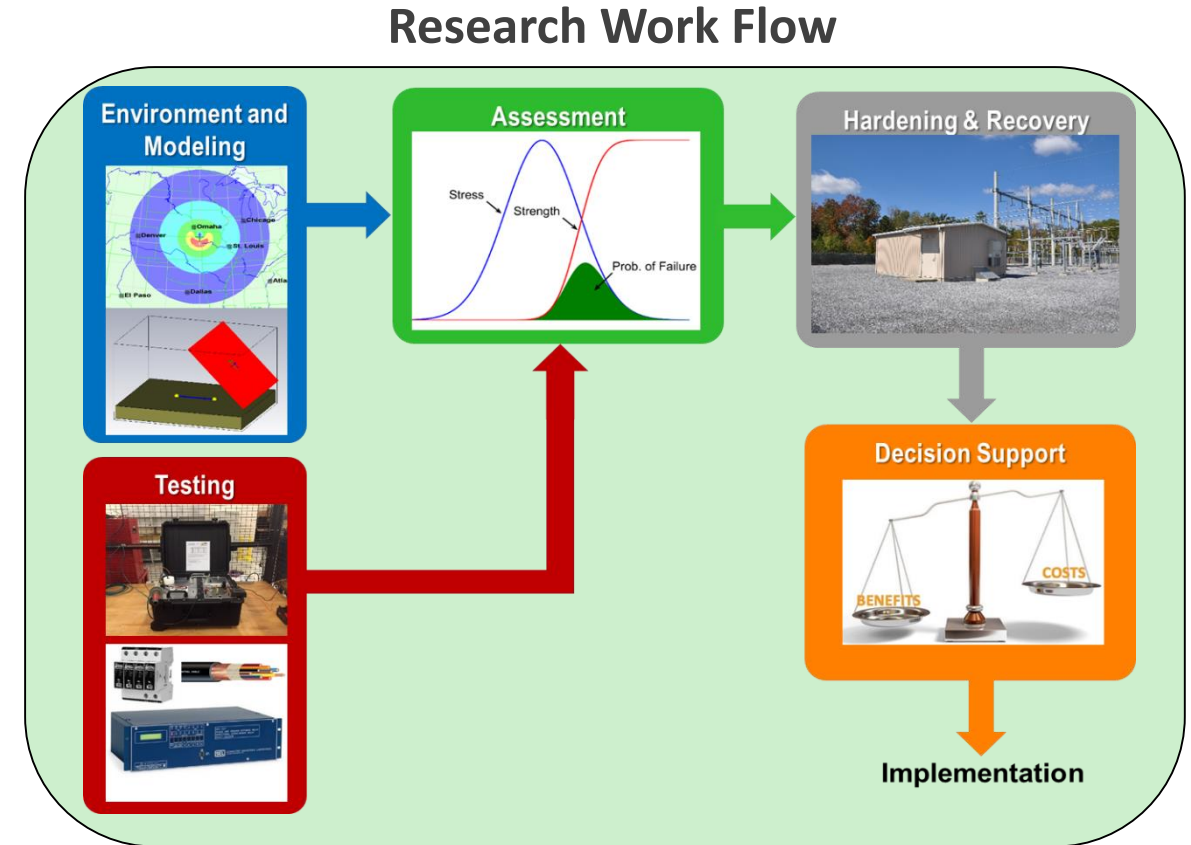 Research Work Flow
Environment and
Modeling
Omaha
Chicago
Denver
St. Louis
Atla
El Paso
Dallas
Assessment
Stress
Strength
Prob. of Failure
Hardening & Recovery
Testing
Decision Support
COSTS
BENEFITS
Implementation